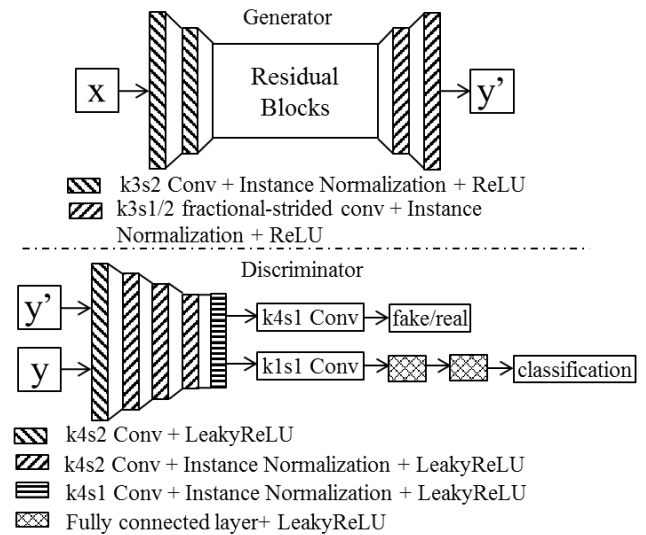 Generator
x
Residual
Blocks
y’
k3s2 Conv + Instance Normalization + ReLU
k3s1/2 fractional-strided conv + Instance
Normalization + ReLU
Discriminator
y’
k4s1 Conv
fake/real
y
k1s1 Conv
classification
k4s2 Conv + LeakyReLU
k4s2 Conv + Instance Normalization + LeakyReLU
k4s1 Conv + Instance Normalization + LeakyReLU
Fully connected layer+ LeakyReLU